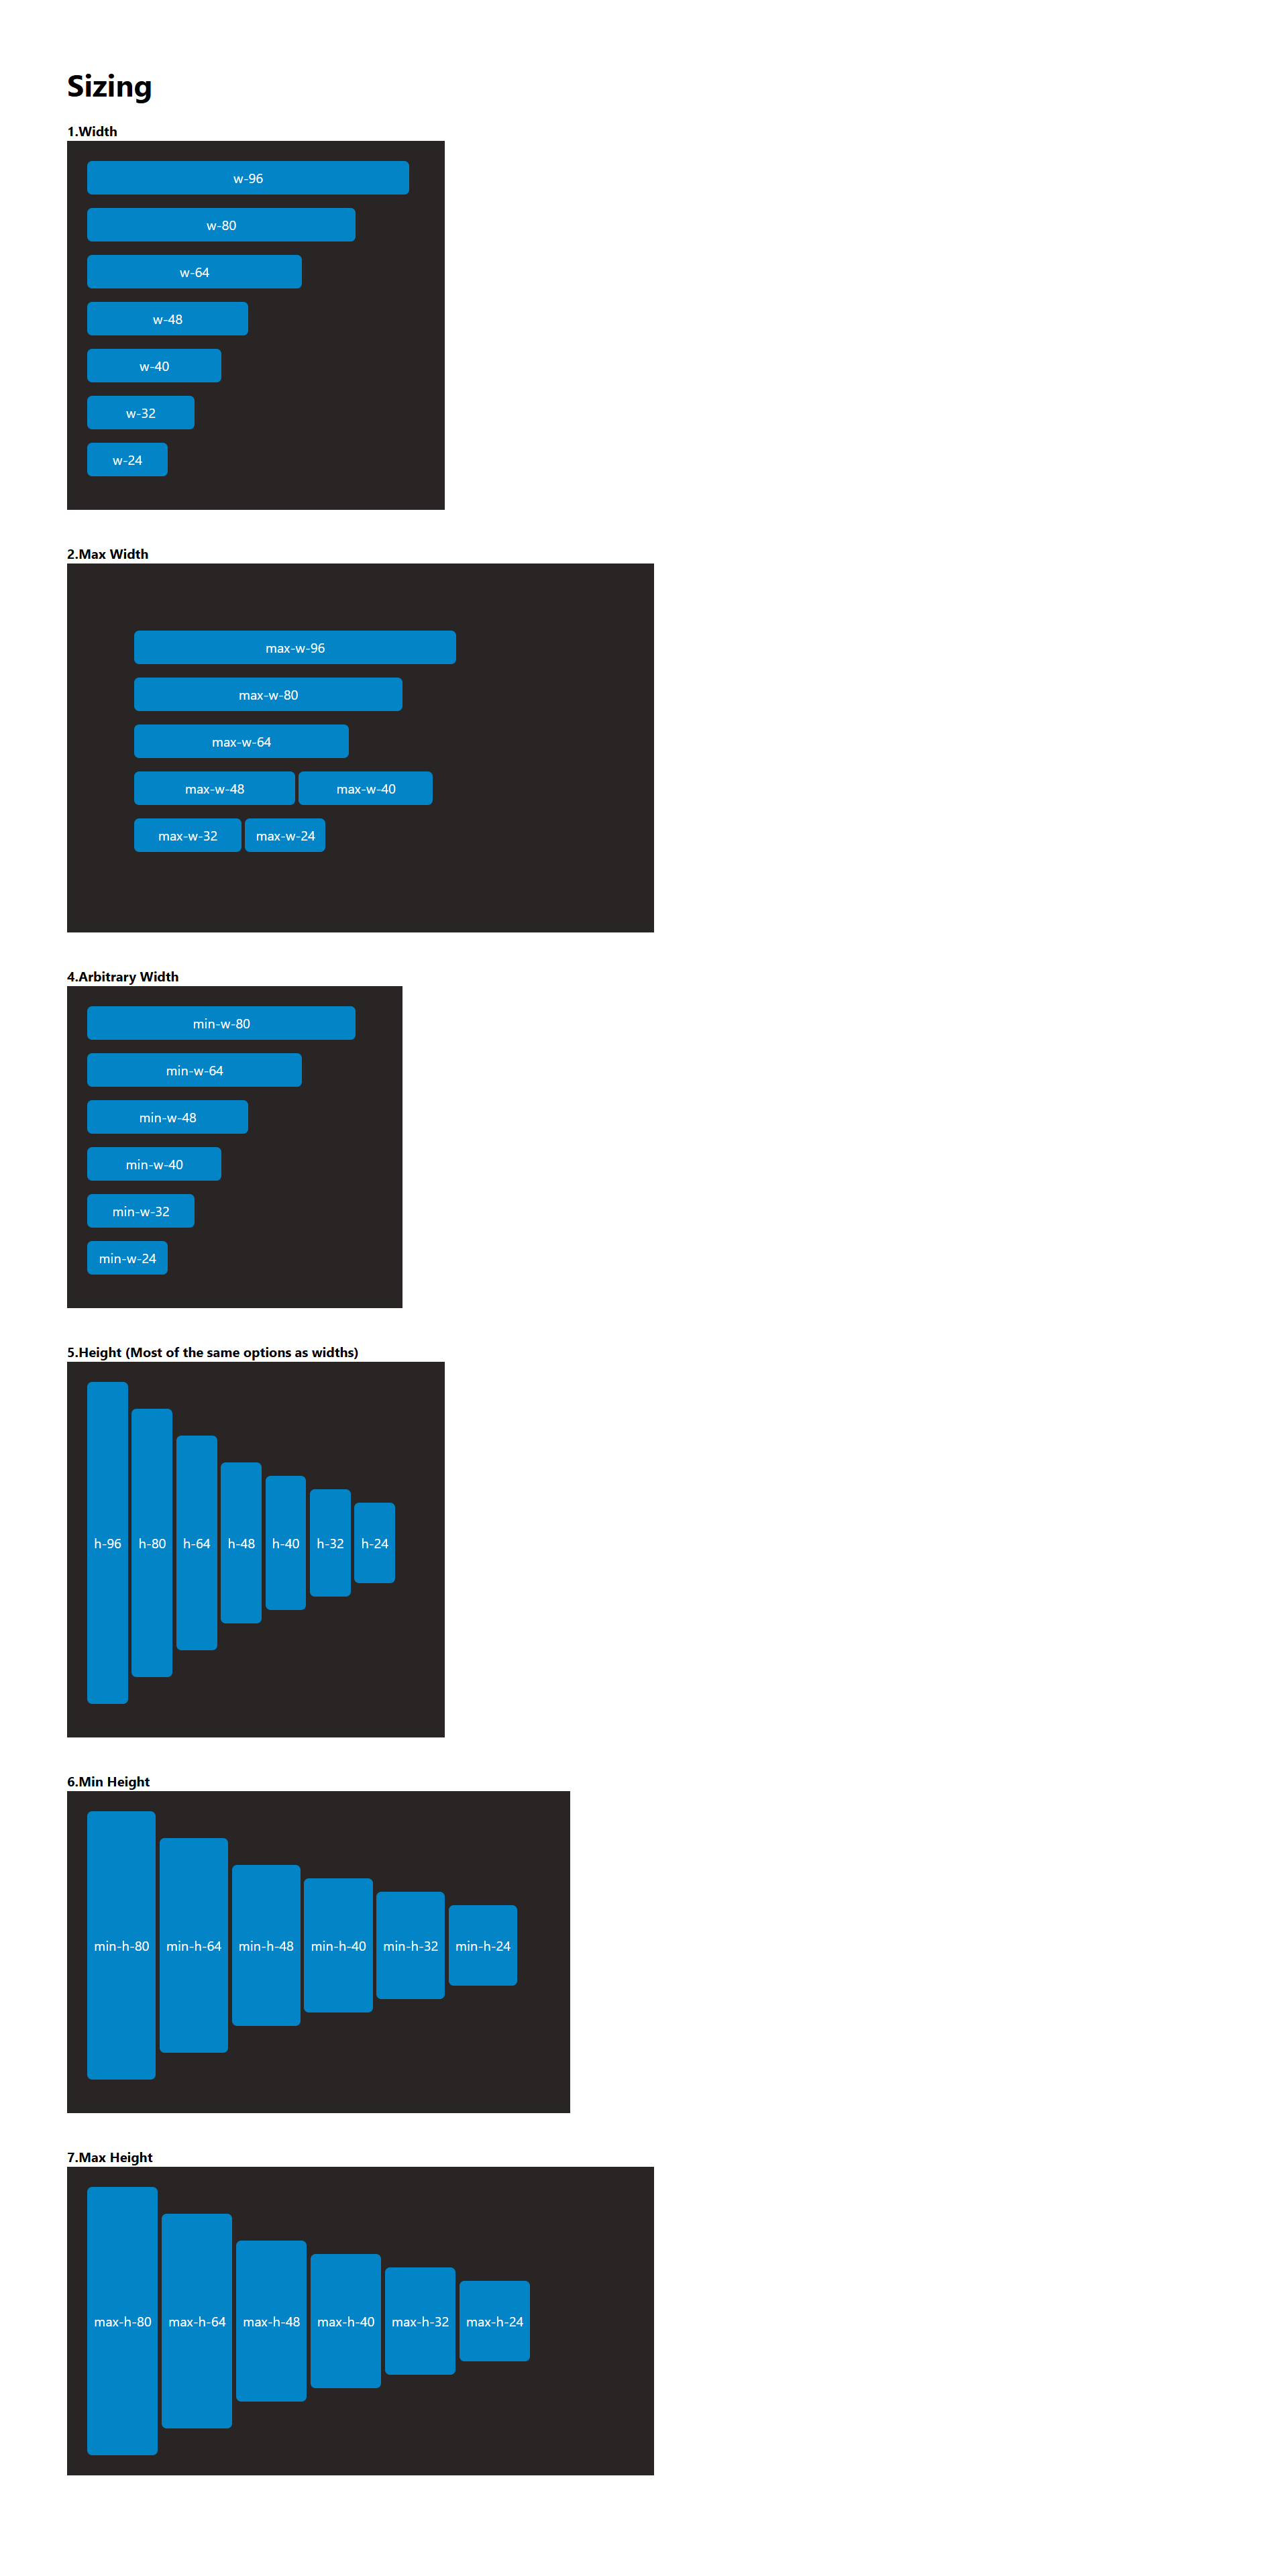 Sizing
1.Width
w-96
w-80
w-64
w-48
w-40
w-32
w-24
2.Max Width
max-w-96
max-w-80
max-w-64
max-w-48 max-w-40
max-w-32 max-w-24
4.Arbitrary Width
min-w-80
min-w-64
min-w-48
min-w-40
min-w-32
min-w-24
5.Height (Most of the same options as widths)
h-96 h-80 h-64 h-48 h-40 h-32 h-24
6.Min Height
min-h-80 min-h-64 min-h-48 min-h-40 min-h-32 min-h-24
7.Max Height
max-h-80 max-h-64 max-h-48 max-h-40 max-h-32 max-h-24